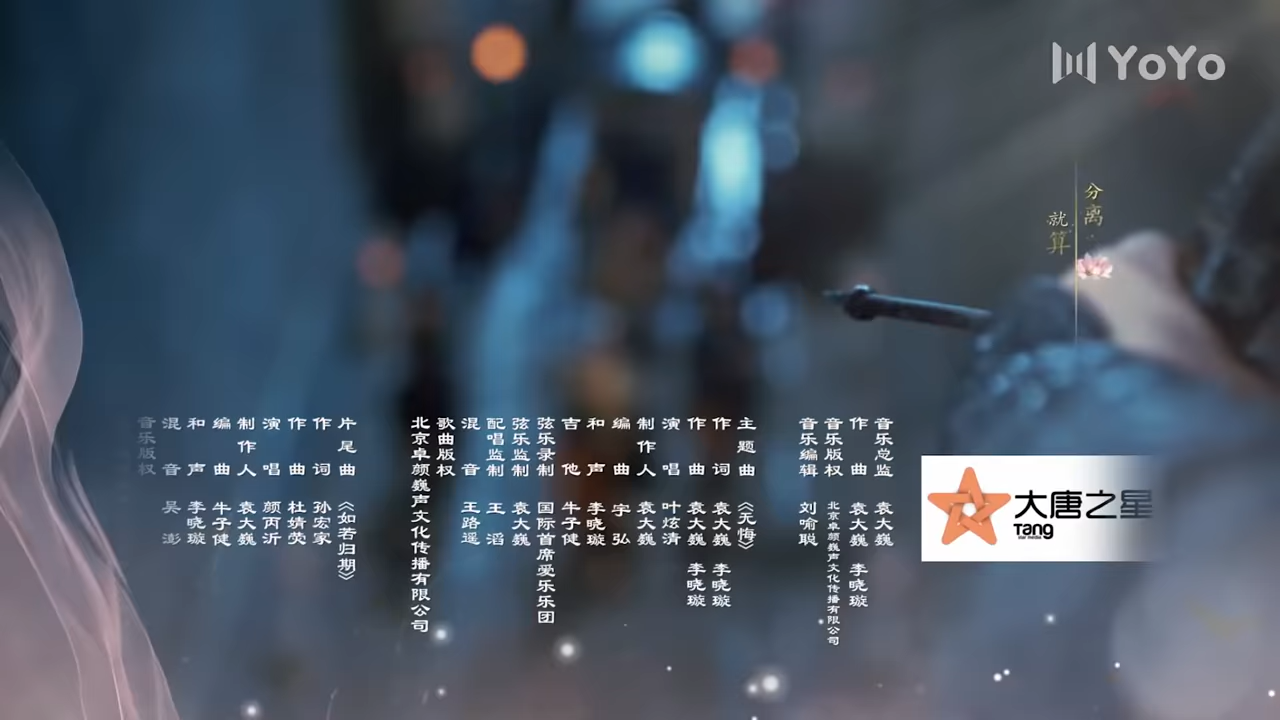 YOYO
分离
就算
音乐总监 袁大巍
作曲 袁大巍 李晓璇
音乐版权 北京卓颜巍声文化传播有限公司
音乐编辑 刘喻聪
主题曲 《无悔》
作词 袁大巍 李晓璇
作曲 袁大巍 李晓璇
演唱 叶炫清
制作人 袁大巍
编曲 宇弘
和声 李晓璇
吉他 牛子健
弦乐录制 国际首席爱乐乐团
弦乐监制 袁大巍
配唱监制 王滔
混音 王路遥
歌曲版权
北京卓颜巍声文化传播有限公司
片尾曲 《如若归期》
作词 孙宏家
作曲 杜婧荧
演唱 颜丙沂
制作人 袁大巍
编曲 牛子健
和声 李晓璇
混音 吴澎
音乐版权
大唐之星
Tang